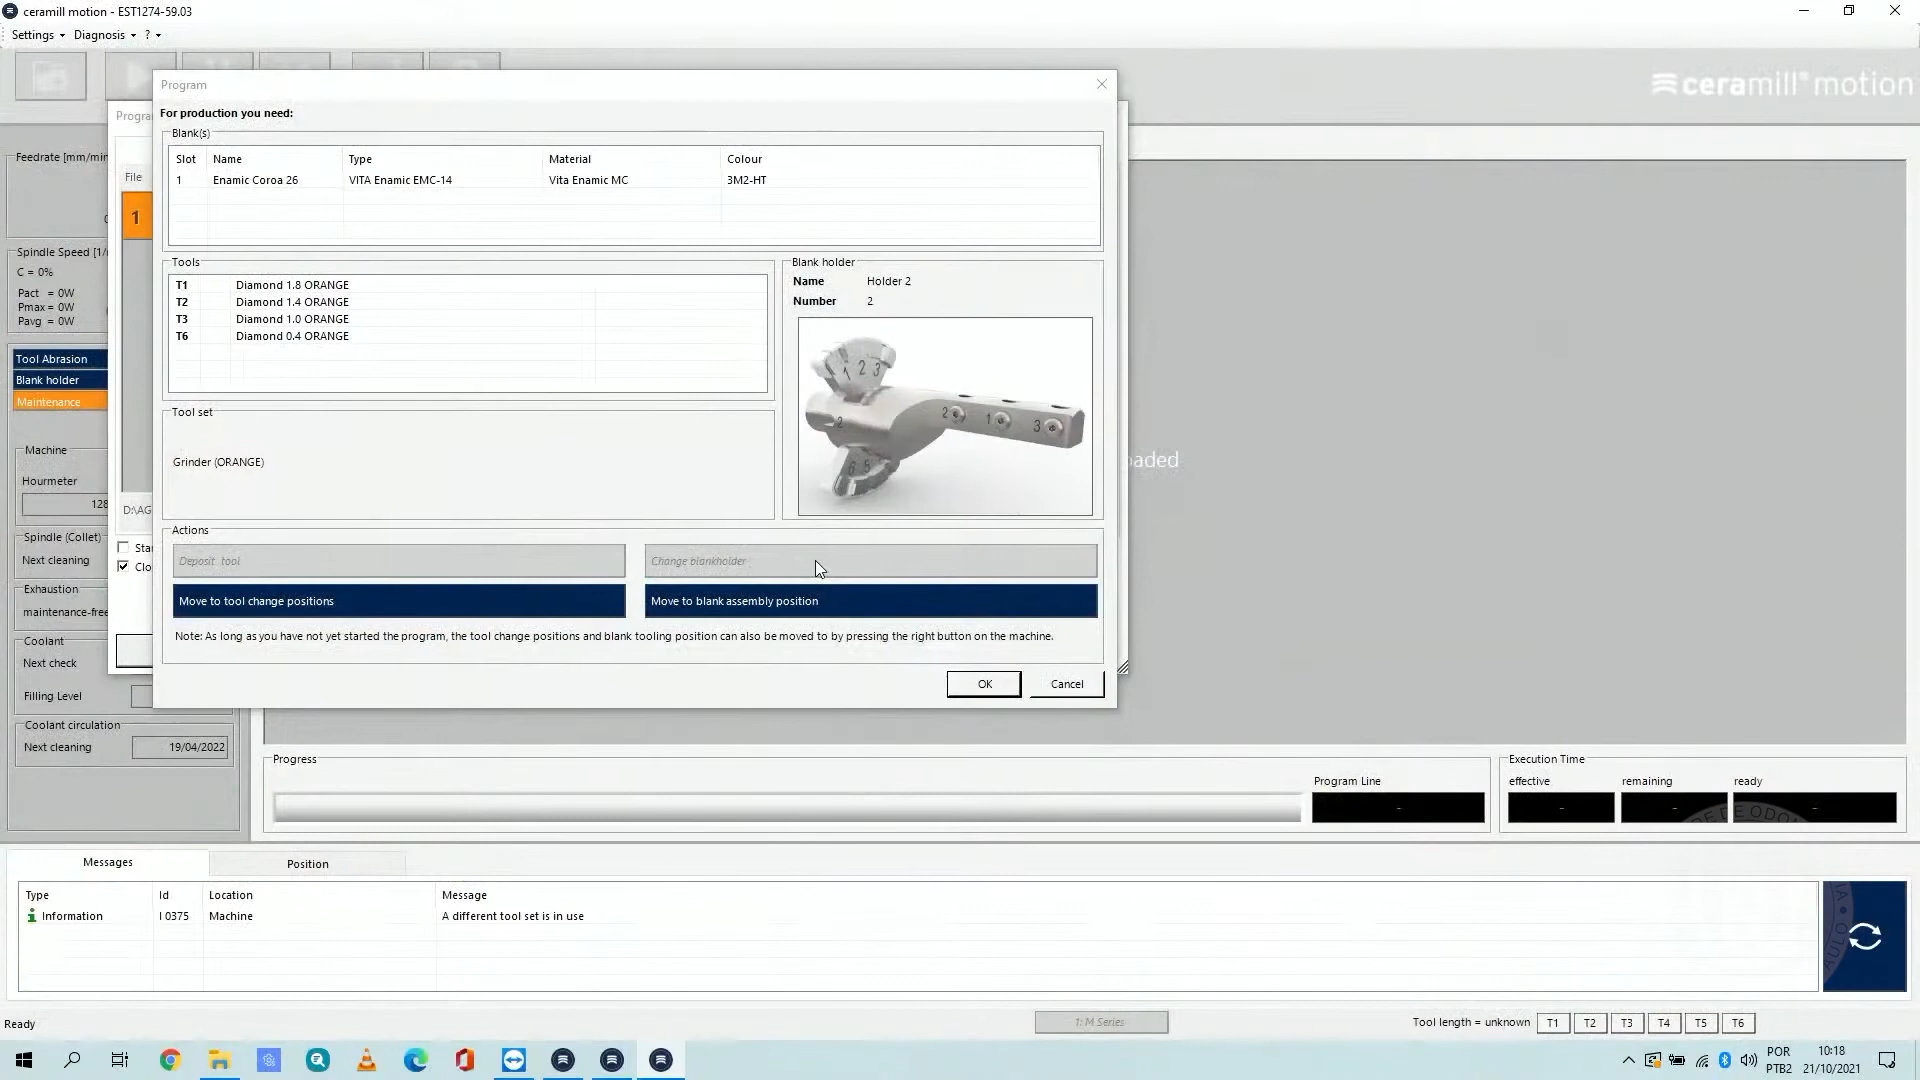 ceramill motion - EST1274-59.03
Settings Diagnosis ?
ceramill motion
Program
For production you need:
Blank(s)
Slot Name Type Material Colour
1 Enamic Coroa 26 VITA Enamic EMC-14 Vita Enamic MC 3M2-HT
Feedrate [mm/min
File
1
Spindle Speed [1/
C = 0%
Pact = 0W
Pmax = 0W
Pavg = 0W
Tools
T1 Diamond 1.8 ORANGE
T2 Diamond 1.4 ORANGE
T3 Diamond 1.0 ORANGE
T6 Diamond 0.4 ORANGE
Blank holder
Name Holder 2
Number 2
1 2 3
2
6 5
2 1 3
Tool Abrasion
Blank holder
Maintenance
Tool set
Grinder (ORANGE)
Machine
Hourmeter
128
D:\AG
Spindle (Collet)
Next cleaning
Exhaustion
maintenance-free
Coolant
Next check
Filling Level
Coolant circulation
Next cleaning 19/04/2022
Actions
Deposit tool Change blankholder
Move to tool change positions Move to blank assembly position
Note: As long as you have not yet started the program, the tool change positions and blank tooling position can also be moved to by pressing the right button on the machine.
OK Cancel
Progress
Program Line
-
Execution Time
effective remaining ready
- - -
Messages Position
Type Id Location Message
Information I 0375 Machine A different tool set is in use
Ready
1: M Series
Tool length = unknown T1 T2 T3 T4 T5 T6
POR
PTB2
10:18
21/10/2021